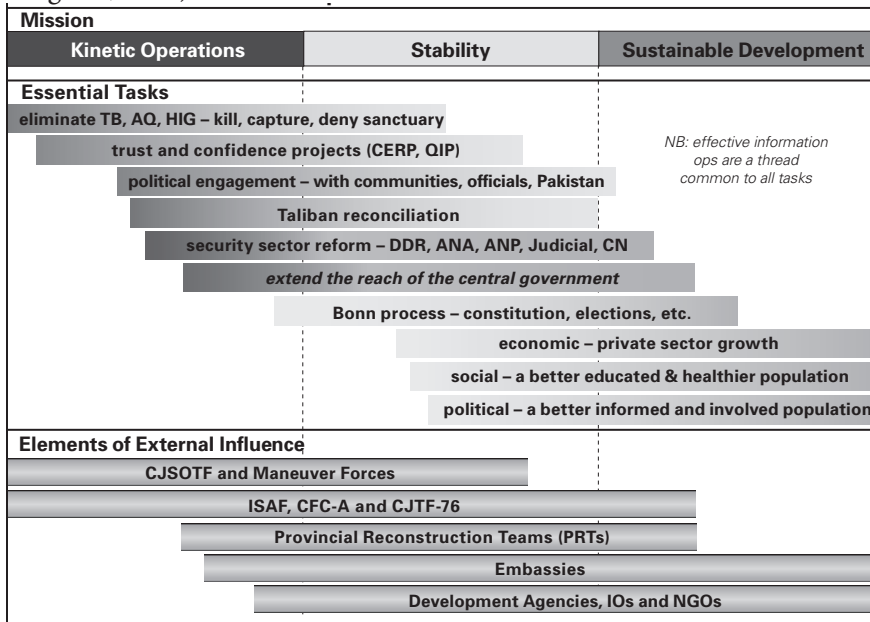 Mission
Kinetic Operations
Stability
Sustainable Development
Essential Tasks
eliminate TB, AQ, HIG – kill, capture, deny sanctuary
trust and confidence projects (CERP, QIP)
NB: effective information
ops are a thread
common to all tasks
political engagement – with communities, officials, Pakistan
Taliban reconciliation
security sector reform – DDR, ANA, ANP, Judicial, CN
extend the reach of the central government
Bonn process – constitution, elections, etc.
economic – private sector growth
social – a better educated & healthier population
political – a better informed and involved population
Elements of External Influence
CJSOTF and Maneuver Forces
ISAF, CFC-A and CJTF-76
Provincial Reconstruction Teams (PRTs)
Embassies
Development Agencies, IOs and NGOs